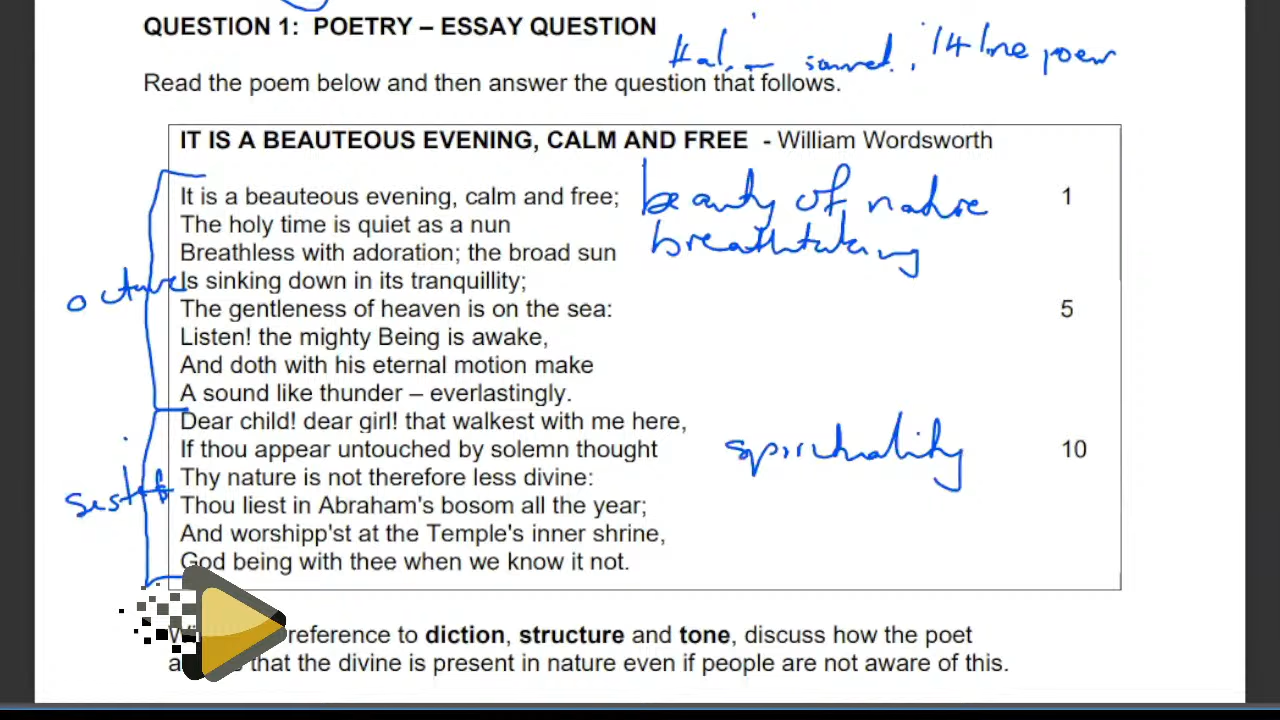 QUESTION 1: POETRY – ESSAY QUESTION
Ital. – sonnet. 14 line poem
Read the poem below and then answer the question that follows.
IT IS A BEAUTEOUS EVENING, CALM AND FREE - William Wordsworth
It is a beauteous evening, calm and free; beauty of nature 1
The holy time is quiet as a nun
Breathless with adoration; the broad sun breathtaking
Is sinking down in its tranquillity;
octave
The gentleness of heaven is on the sea: 5
Listen! the mighty Being is awake,
And doth with his eternal motion make
A sound like thunder – everlastingly.
Dear child! dear girl! that walkest with me here,
If thou appear untouched by solemn thought spirituality 10
Thy nature is not therefore less divine:
sestet
Thou liest in Abraham's bosom all the year;
And worshipp'st at the Temple's inner shrine,
God being with thee when we know it not.
reference to diction, structure and tone, discuss how the poet
that the divine is present in nature even if people are not aware of this.